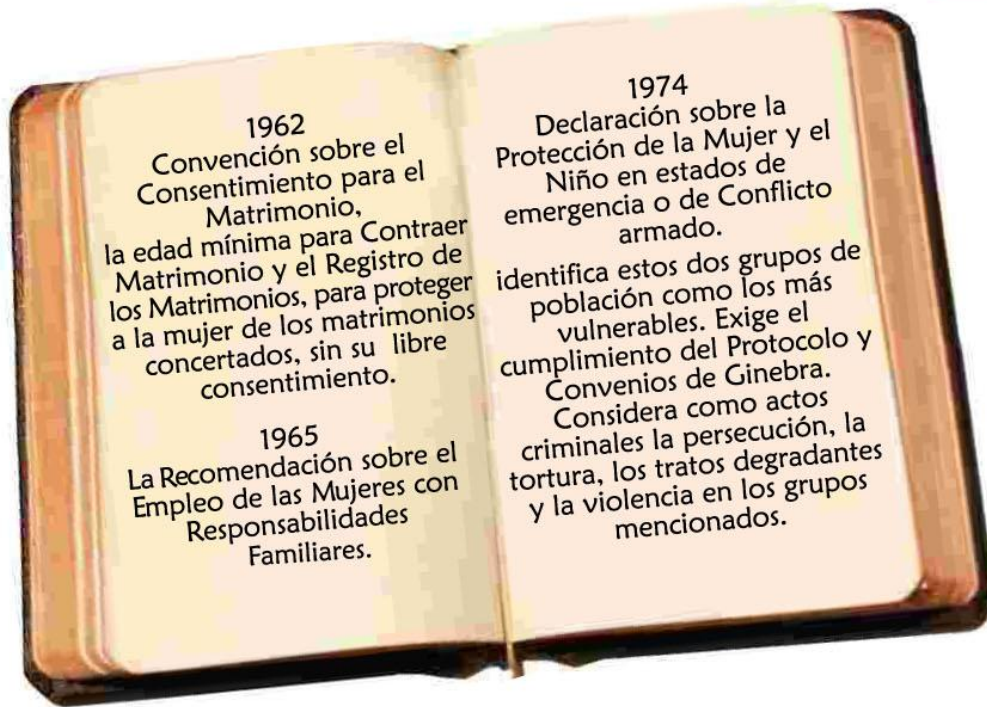 1962
Convención sobre el
Consentimiento para el
Matrimonio,
la edad mínima para Contraer
Matrimonio y el Registro de
los Matrimonios, para proteger
a la mujer de los matrimonios
concertados, sin su libre
consentimiento.
1965
La Recomendación sobre el
Empleo de las Mujeres con
Responsabilidades
Familiares.
1974
Declaración sobre la
Protección de la Mujer y el
Niño en estados de
emergencia o de Conflicto
armado.
identifica estos dos grupos de
población como los más
vulnerables. Exige el
cumplimiento del Protocolo y
Convenios de Ginebra.
Considera como actos
criminales la persecución, la
tortura, los tratos degradantes
y la violencia en los grupos
mencionados.